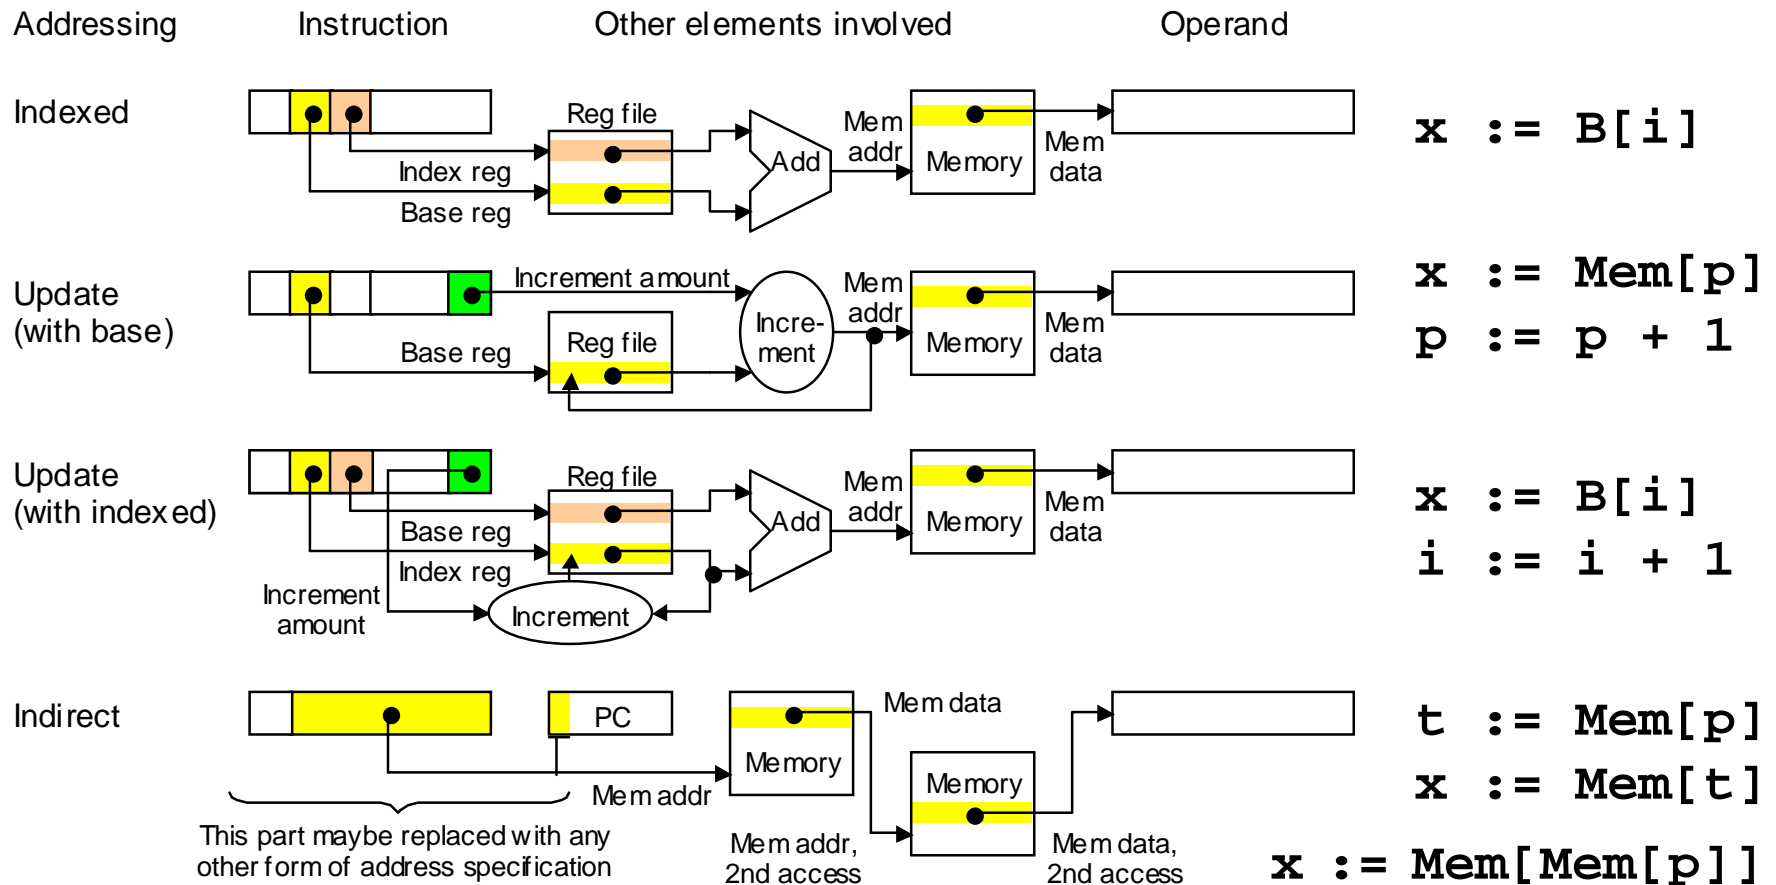 Addressing Instruction Other elements involved Operand
Indexed
Reg file
Index reg
Base reg
Add
Mem
addr
Memory
Mem
data
x := B[i]
Update
(with base)
Increment amount
Base reg
Reg file
Incre-
ment
Mem
addr
Memory
Mem
data
x := Mem[p]
p := p + 1
Update
(with indexed)
Reg file
Base reg
Index reg
Increment
amount
Increment
Add
Mem
addr
Memory
Mem
data
x := B[i]
i := i + 1
Indirect
PC
Mem addr
Memory
Mem data
Memory
Mem addr,
2nd access
Mem data,
2nd access
This part maybe replaced with any
other form of address specification
t := Mem[p]
x := Mem[t]
x := Mem[Mem[p]]